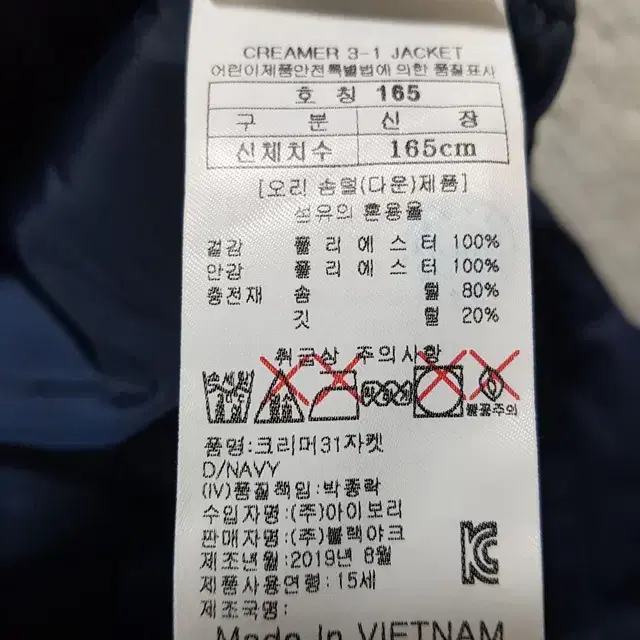 CREAMER 3-1 JACKET
어린이제품안전특별법에 의한 품질표시
호 칭 165
구 분 신 장
신체치수 165cm
[오리 솜털(다운)제품]
섬유의 혼용율
겉감 폴 리 에 스 터 100%
안감 폴 리 에 스 터 100%
충전재 솜 털 80%
깃 털 20%
취급상 주의사항
손세탁
불꽃주의
품명:크리머31자켓
D/NAVY
(IV)품질책임:박종락
수입자명:(주)아이보리
판매자명:(주)블랙야크
제조년월:2019년 8월
제품사용연령:15세
제조국명:
Made In VIETNAM